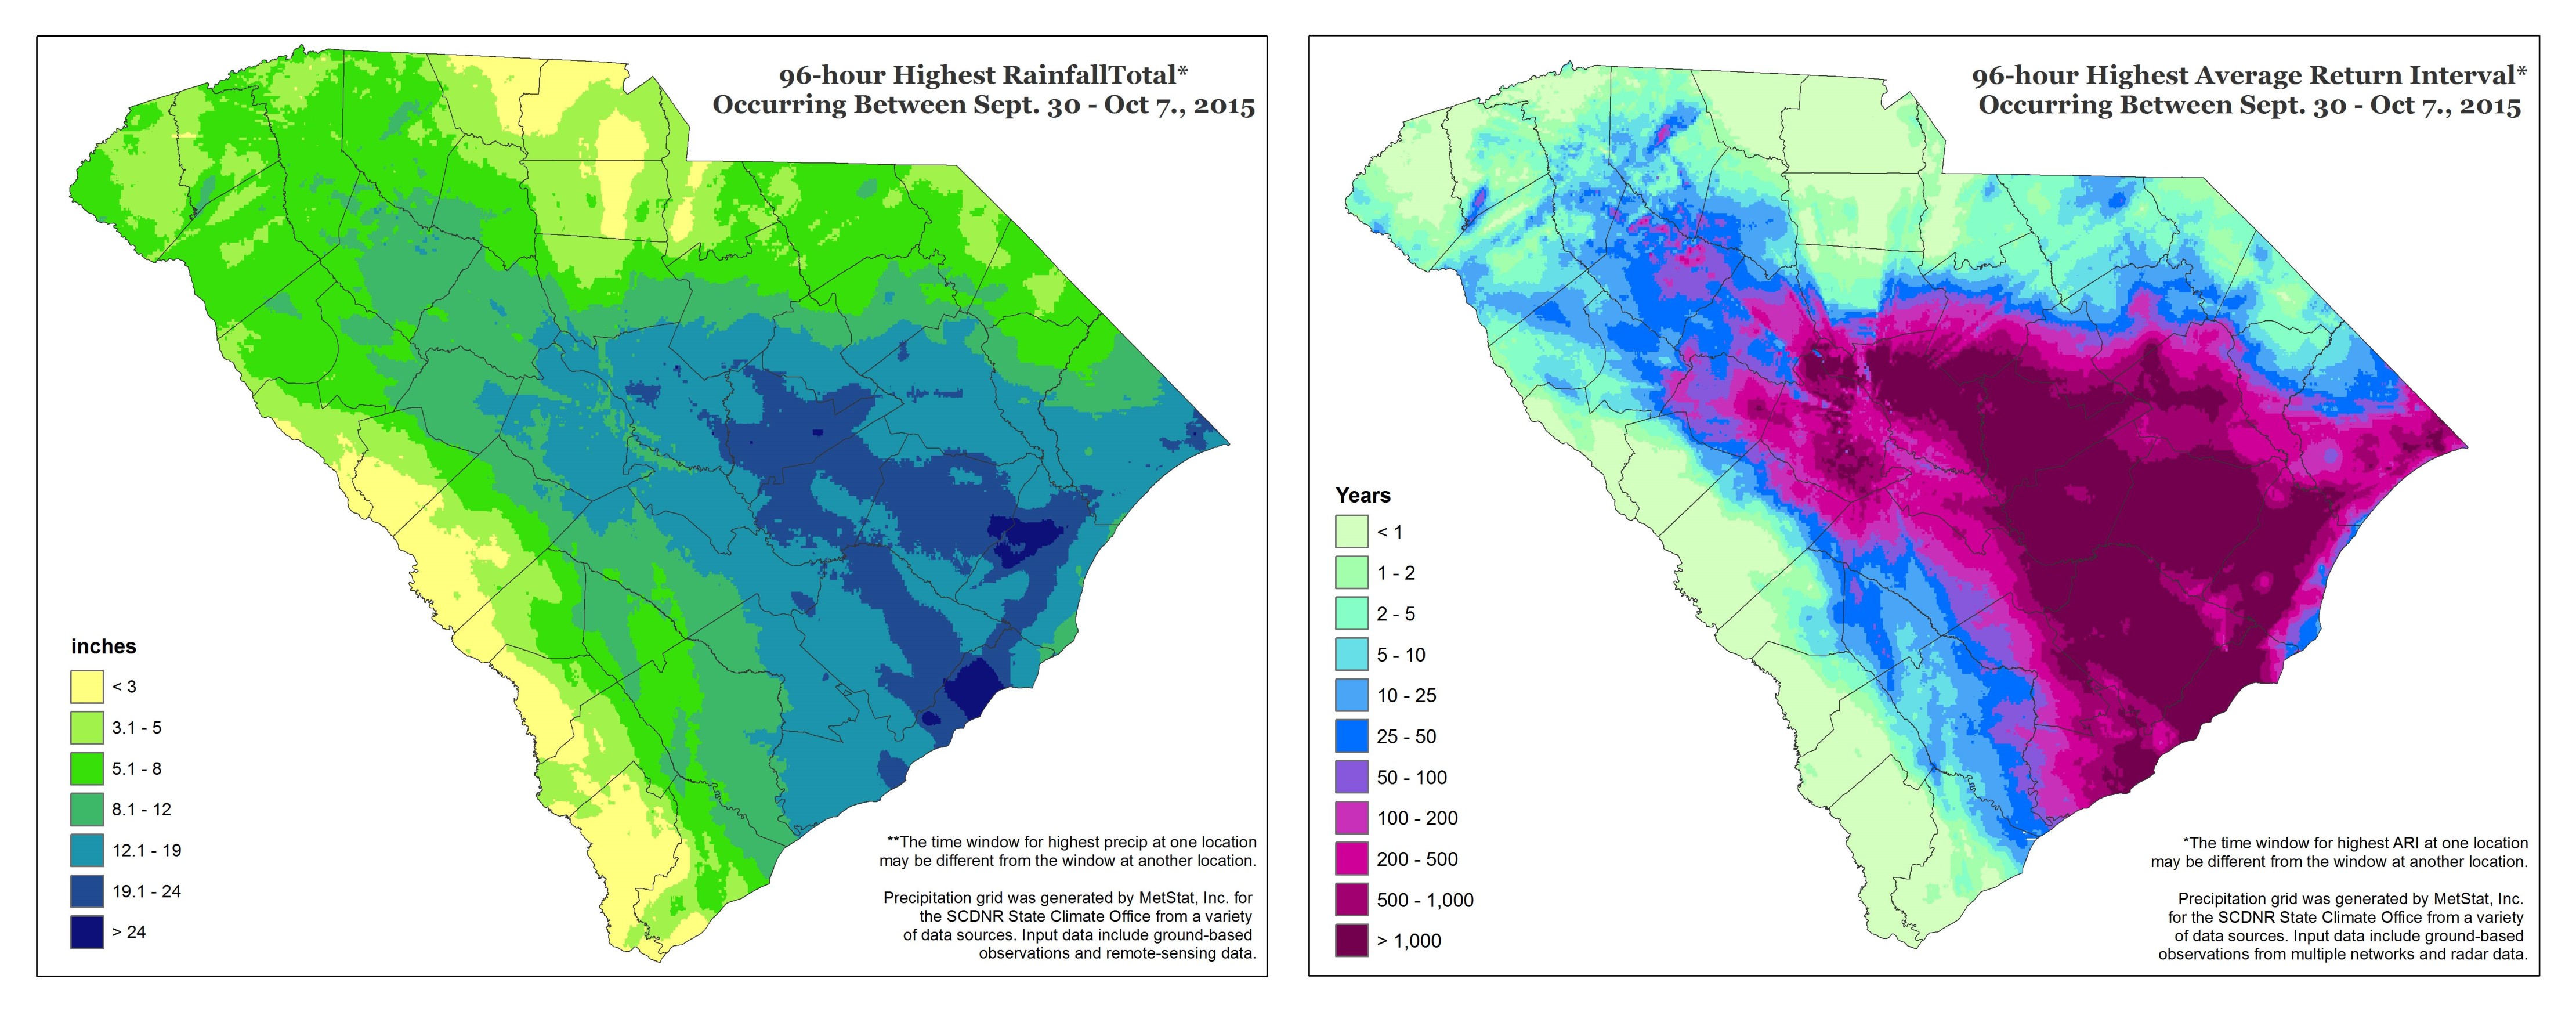 96-hour Highest RainfallTotal*
Occurring Between Sept. 30 - Oct 7., 2015
inches
< 3
3.1 - 5
5.1 - 8
8.1 - 12
12.1 - 19
19.1 - 24
> 24
**The time window for highest precip at one location
may be different from the window at another location.
Precipitation grid was generated by MetStat, Inc. for
the SCDNR State Climate Office from a variety
of data sources. Input data include ground-based
observations and remote-sensing data.
96-hour Highest Average Return Interval*
Occurring Between Sept. 30 - Oct 7., 2015
Years
< 1
1 - 2
2 - 5
5 - 10
10 - 25
25 - 50
50 - 100
100 - 200
200 - 500
500 - 1,000
> 1,000
*The time window for highest ARI at one location
may be different from the window at another location.
Precipitation grid was generated by MetStat, Inc.
for the SCDNR State Climate Office from a variety
of data sources. Input data include ground-based
observations from multiple networks and radar data.